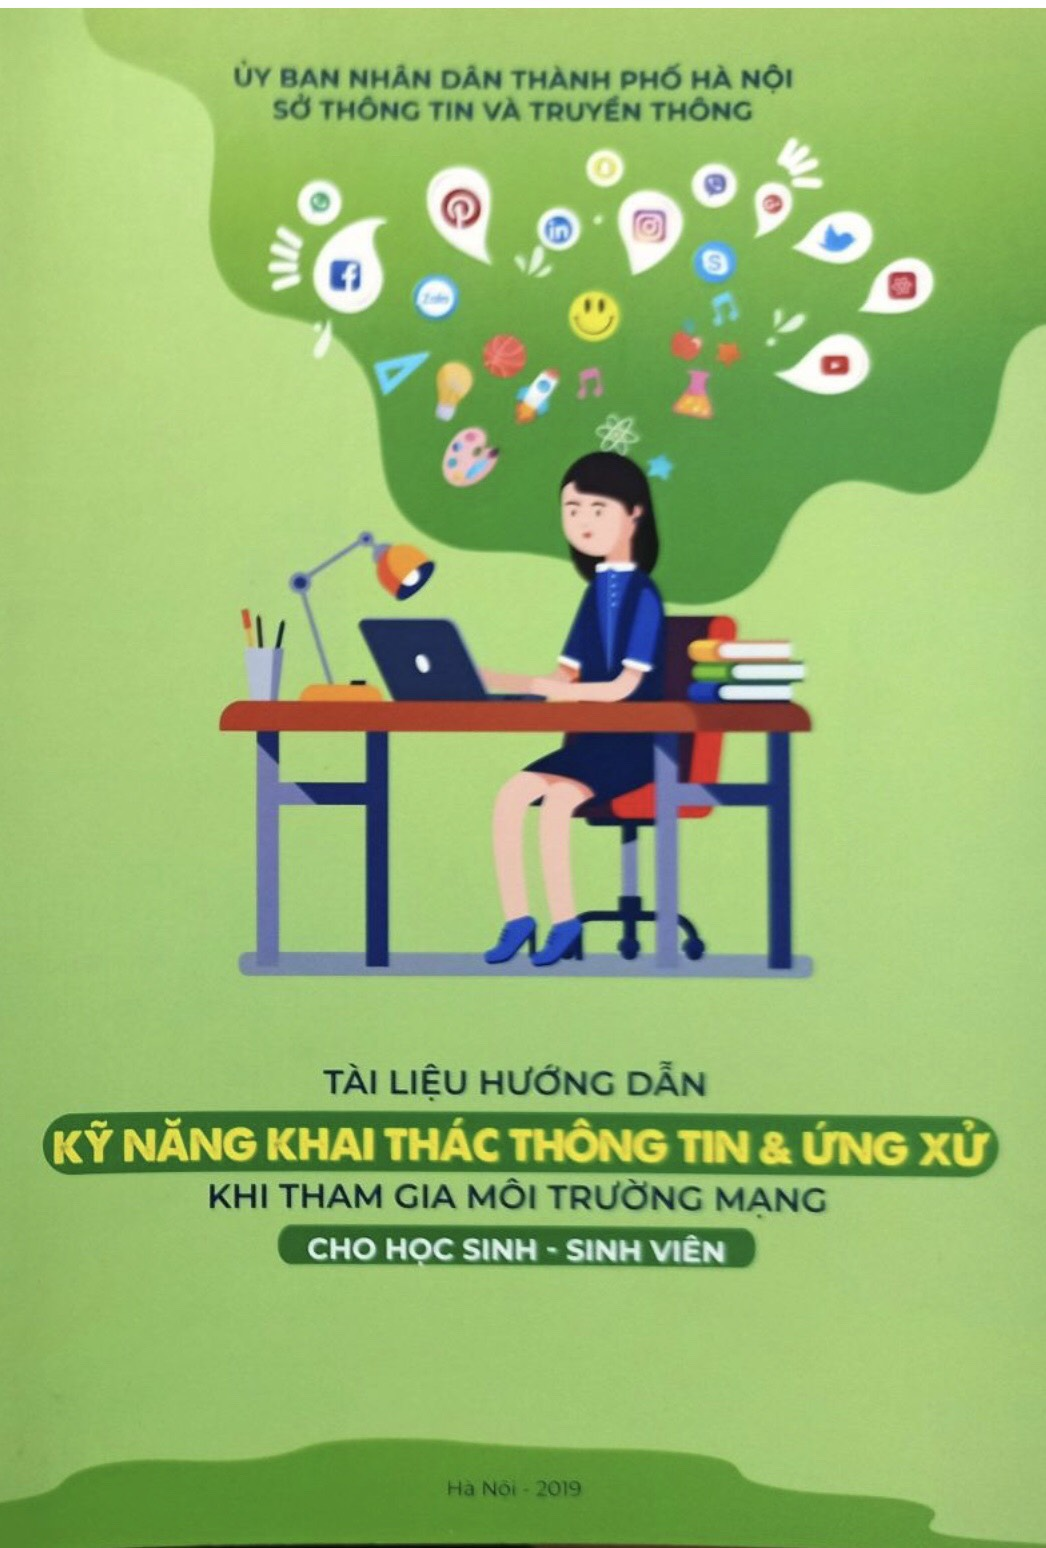 ỦY BAN NHÂN DÂN THÀNH PHỐ HÀ NỘI
SỞ THÔNG TIN VÀ TRUYỀN THÔNG
Zalo
TÀI LIỆU HƯỚNG DẪN
KỸ NĂNG KHAI THÁC THÔNG TIN & ỨNG XỬ
KHI THAM GIA MÔI TRƯỜNG MẠNG
CHO HỌC SINH - SINH VIÊN
Hà Nội - 2019